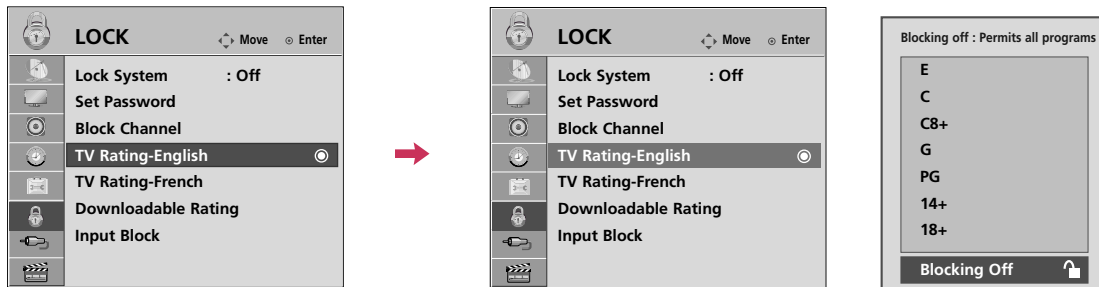 LOCK Move Enter
Lock System : Off
Set Password
Block Channel
TV Rating-English
TV Rating-French
Downloadable Rating
Input Block
LOCK Move Enter
Lock System : Off
Set Password
Block Channel
TV Rating-English
TV Rating-French
Downloadable Rating
Input Block
Blocking off : Permits all programs
E
C
C8+
G
PG
14+
18+
Blocking Off